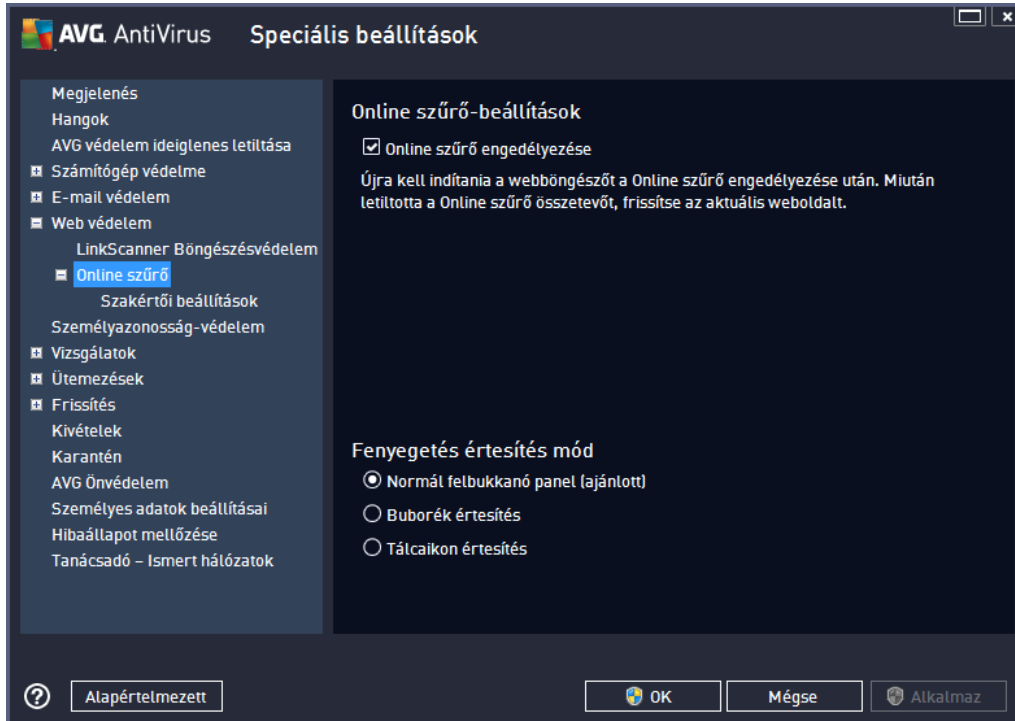 AVG AntiVirus Speciális beállítások
Megjelenés
Hangok
AVG védelem ideiglenes letiltása
Számítógép védelme
E-mail védelem
Web védelem
LinkScanner Böngészésvédelem
Online szűrő
Szakértői beállítások
Személyazonosság-védelem
Vizsgálatok
Ütemezések
Frissítés
Kivételek
Karantén
AVG Önvédelem
Személyes adatok beállításai
Hibaállapot mellőzése
Tanácsadó – Ismert hálózatok
Online szűrő-beállítások
Online szűrő engedélyezése
Újra kell indítania a webböngészőt a Online szűrő engedélyezése után. Miután
letiltotta a Online szűrő összetevőt, frissítse az aktuális weboldalt.
Fenyegetés értesítés mód
Normál felbukkanó panel (ajánlott)
Buborék értesítés
Tálcaikon értesítés
? Alapértelmezett OK Mégse Alkalmaz